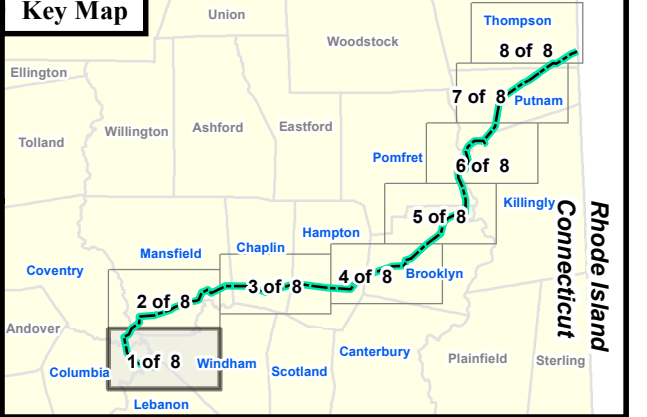 Key Map
Union
Thompson
Woodstock
8 of 8
Ellington
7 of 8
Putnam
Willington
Ashford
Eastford
Tolland
Pomfret
6 of 8
Killingly
5 of 8
Rhode Island
Connecticut
Hampton
Chaplin
Mansfield
Coventry
Brooklyn
4 of 8
3 of 8
2 of 8
Andover
Canterbury
Plainfield
Sterling
1 of 8
Windham
Columbia
Scotland
Lebanon